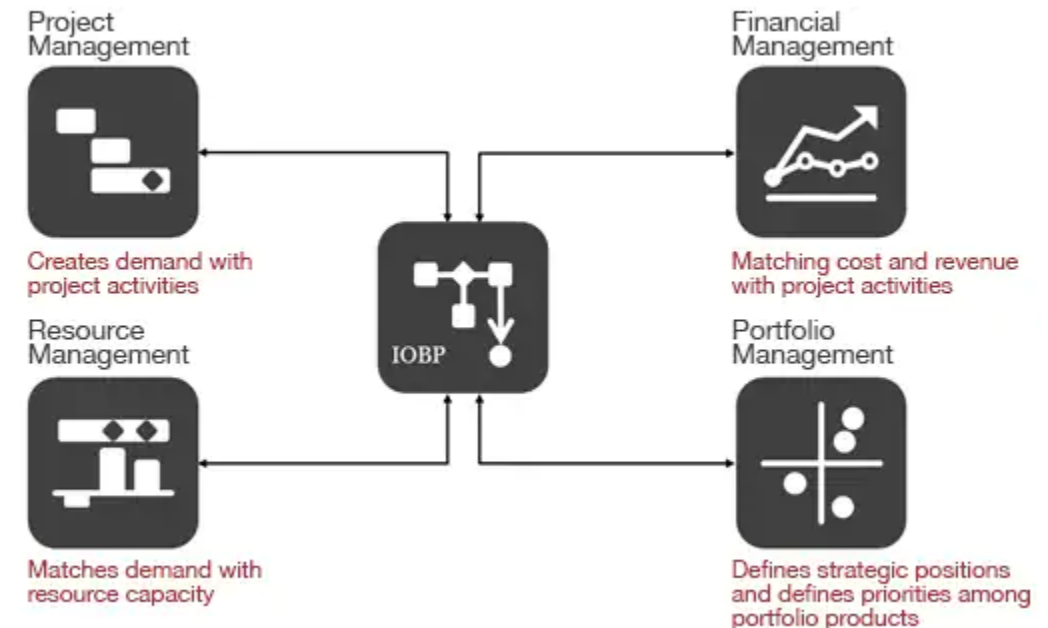 Project
Management
Creates demand with
project activities
Financial
Management
Matching cost and revenue
with project activities
IOBP
Resource
Management
Matches demand with
resource capacity
Portfolio
Management
Defines strategic positions
and defines priorities among
portfolio products